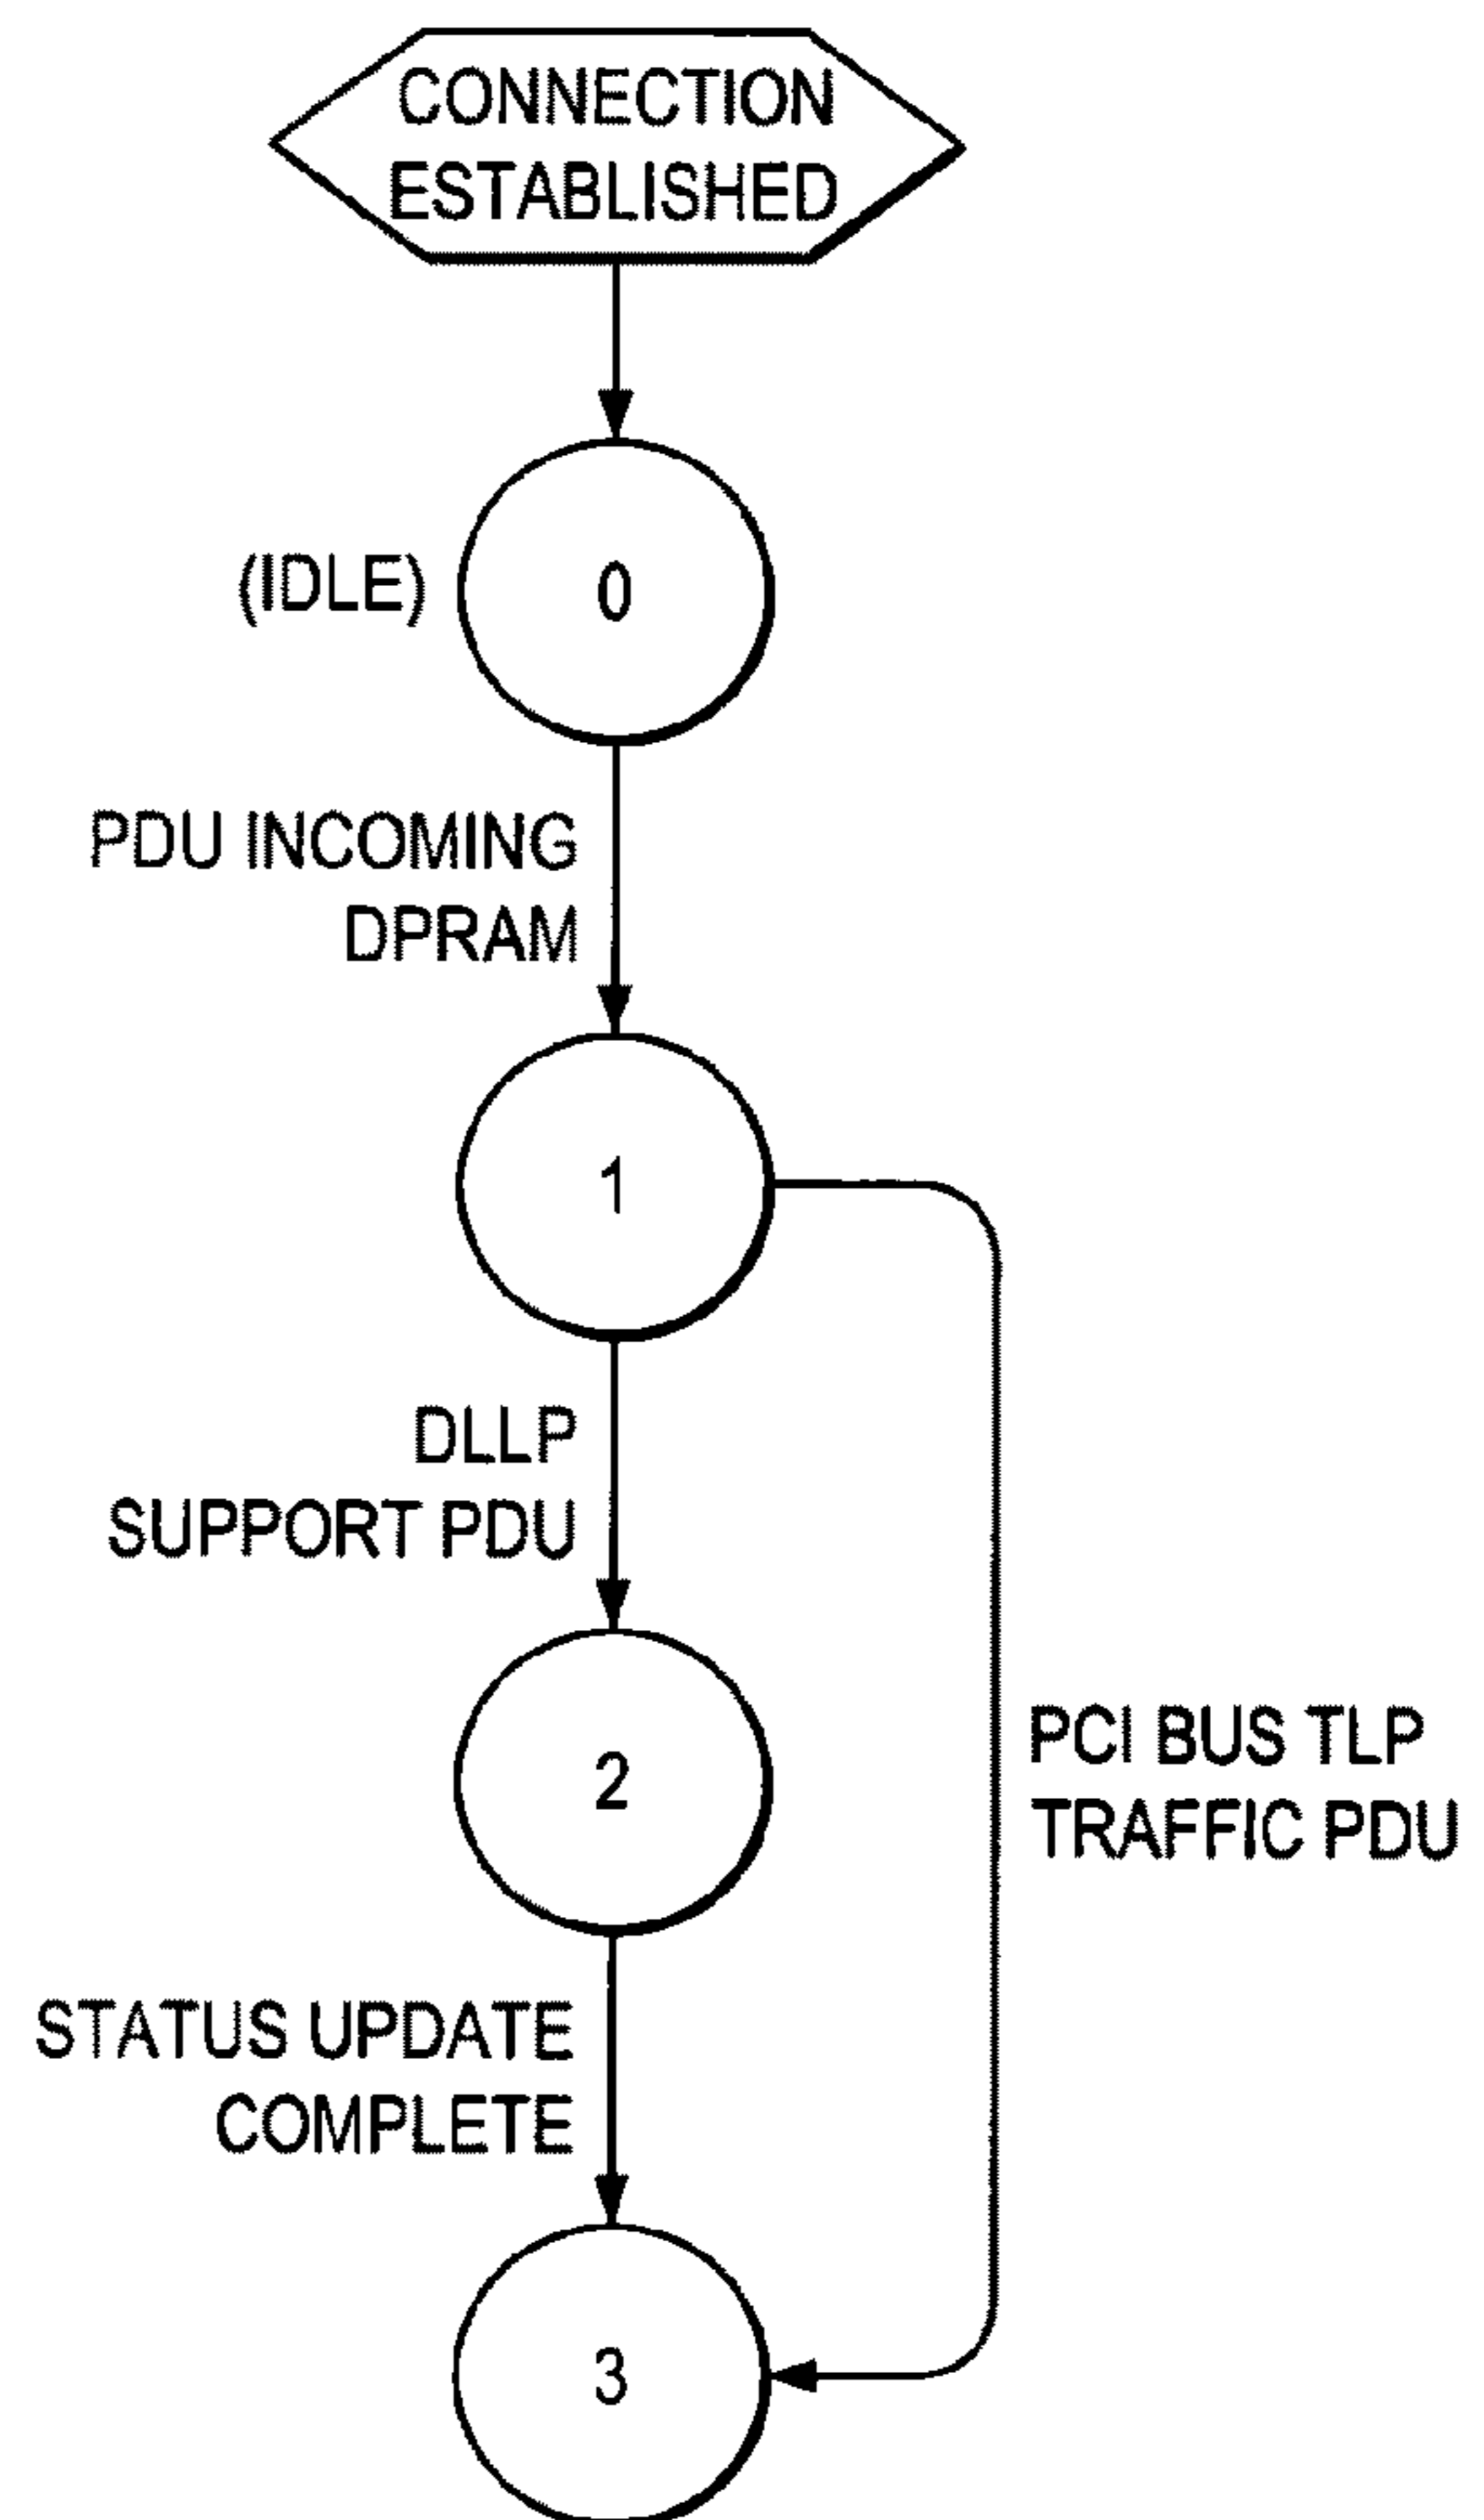 CONNECTION
ESTABLISHED
(IDLE)
0
PDU INCOMING
DPRAM
1
DLLP
SUPPORT PDU
2
PCI BUS TLP
TRAFFIC PDU
STATUS UPDATE
COMPLETE
3